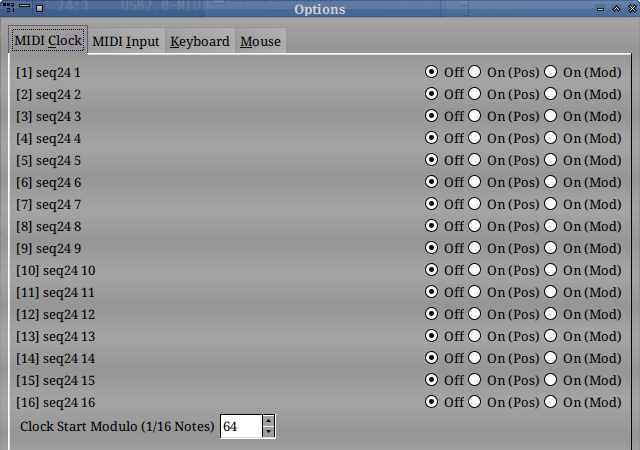 Options
MIDI Clock MIDI Input Keyboard Mouse
[1] seq24 1 Off On (Pos) On (Mod)
[2] seq24 2 Off On (Pos) On (Mod)
[3] seq24 3 Off On (Pos) On (Mod)
[4] seq24 4 Off On (Pos) On (Mod)
[5] seq24 5 Off On (Pos) On (Mod)
[6] seq24 6 Off On (Pos) On (Mod)
[7] seq24 7 Off On (Pos) On (Mod)
[8] seq24 8 Off On (Pos) On (Mod)
[9] seq24 9 Off On (Pos) On (Mod)
[10] seq24 10 Off On (Pos) On (Mod)
[11] seq24 11 Off On (Pos) On (Mod)
[12] seq24 12 Off On (Pos) On (Mod)
[13] seq24 13 Off On (Pos) On (Mod)
[14] seq24 14 Off On (Pos) On (Mod)
[15] seq24 15 Off On (Pos) On (Mod)
[16] seq24 16 Off On (Pos) On (Mod)
Clock Start Modulo (1/16 Notes) 64